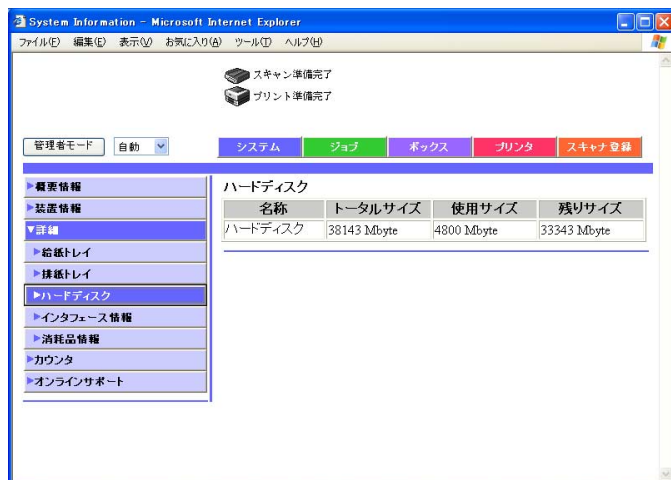 System Information - Microsoft Internet Explorer
ファイル(F) 編集(E) 表示(V) お気に入り(A) ツール(T) ヘルプ(H)
スキャン準備完了
プリント準備完了
管理者モード 自動 システム ジョブ ボックス プリンタ スキャナ登録
▶概要情報
▶装置情報
▼詳細
▶給紙トレイ
▶排紙トレイ
▶ハードディスク
▶インタフェース情報
▶消耗品情報
▶カウンタ
▶オンラインサポート
ハードディスク
名称 トータルサイズ 使用サイズ 残りサイズ
ハードディスク 38143 Mbyte 4800 Mbyte 33343 Mbyte